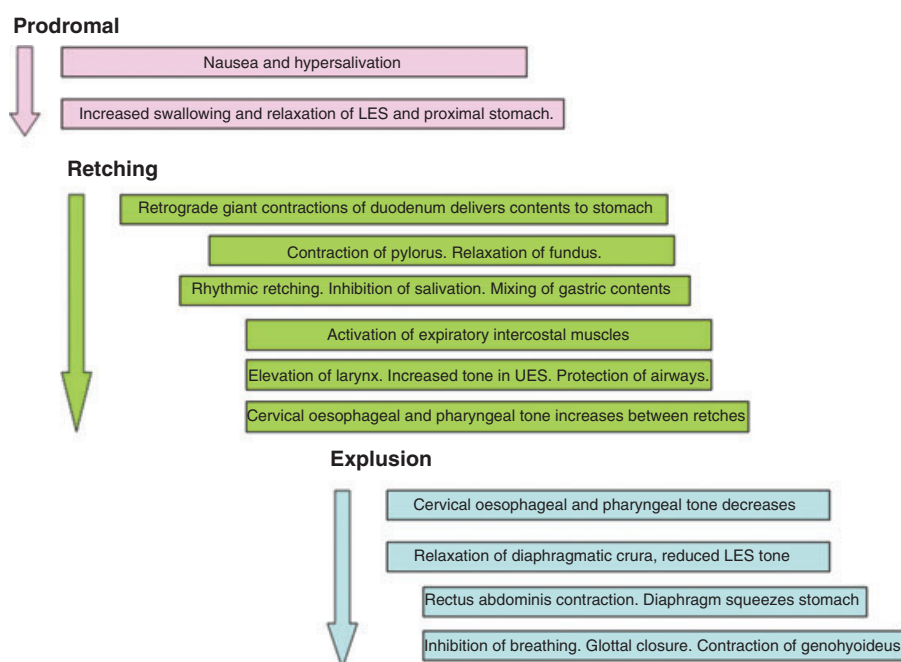 Prodromal
Nausea and hypersalivation
Increased swallowing and relaxation of LES and proximal stomach.
Retching
Retrograde giant contractions of duodenum delivers contents to stomach
Contraction of pylorus. Relaxation of fundus.
Rhythmic retching. Inhibition of salivation. Mixing of gastric contents
Activation of expiratory intercostal muscles
Elevation of larynx. Increased tone in UES. Protection of airways.
Cervical oesophageal and pharyngeal tone increases between retches
Explusion
Cervical oesophageal and pharyngeal tone decreases
Relaxation of diaphragmatic crura, reduced LES tone
Rectus abdominis contraction. Diaphragm squeezes stomach
Inhibition of breathing. Glottal closure. Contraction of genohyoideus